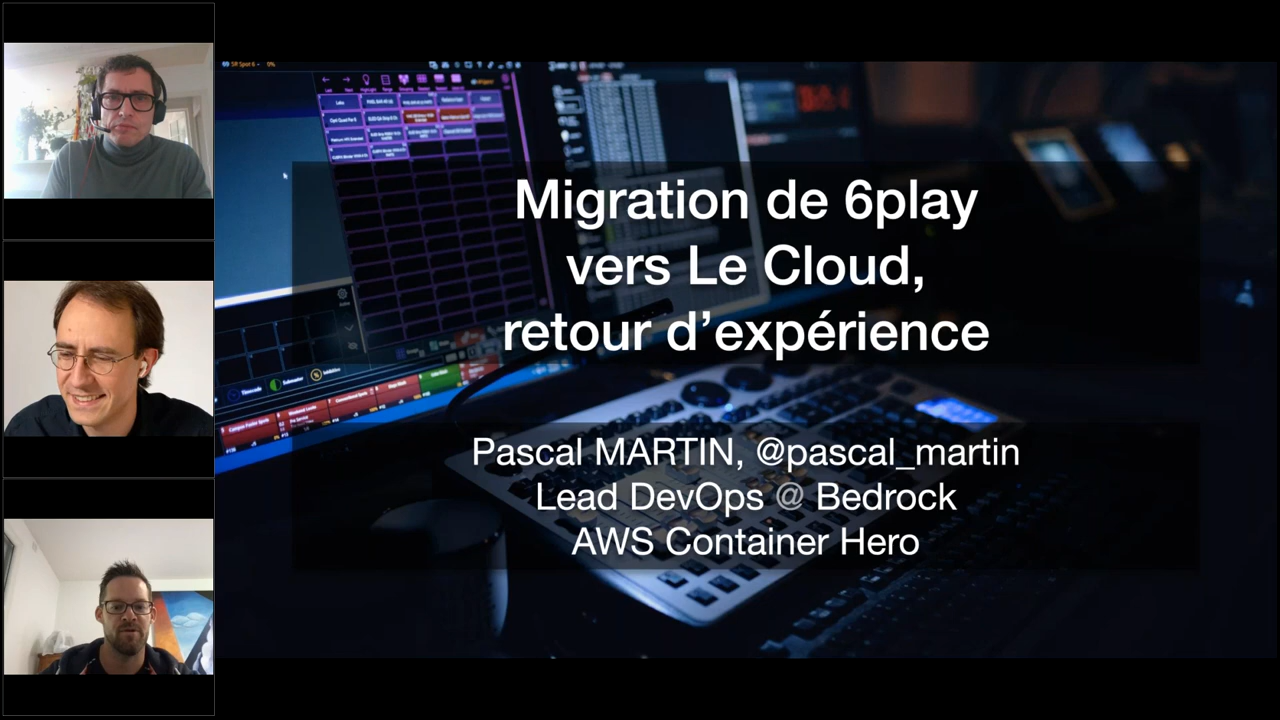 Migration de 6play
vers Le Cloud,
retour d’expérience
Pascal MARTIN, @pascal_martin
Lead DevOps @ Bedrock
AWS Container Hero